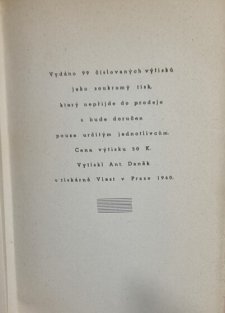 Vydáno 99 číslovaných výtisků
jako soukromý tisk,
který nepřijde do prodeje
a bude doručen
pouze určitým jednotlivcům.
Cena výtisku 50 K.
Vytiskl Ant. Daněk
v tiskárně Vlast v Praze 1940.